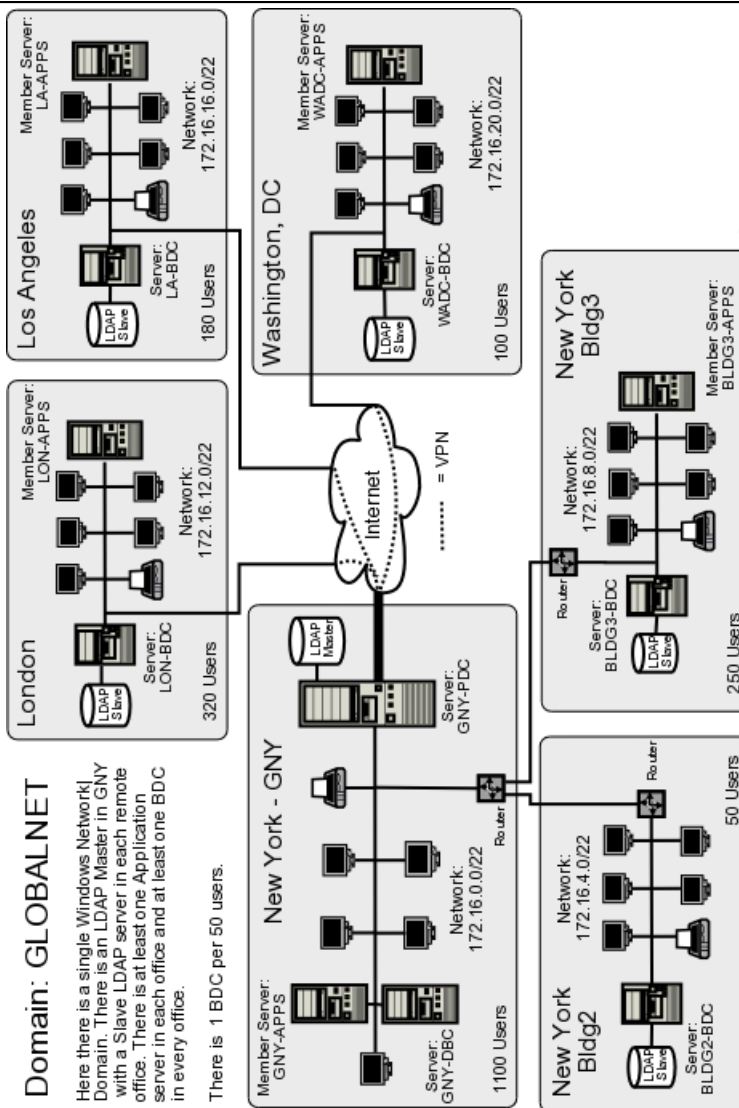 Domain: GLOBALNET
Here there is a single Windows Network|
Domain. There is an LDAP Master in GNY
with a Slave LDAP server in each remote
office. There is at least one Application
server in each office and at least one BDC
in every office.
There is 1 BDC per 50 users.
London
Member Server:
LON-APPS
LDAP
Slave
Server:
LON-BDC
Network:
172.16.12.0/22
320 Users
Los Angeles
Member Server:
LA-APPS
LDAP
Slave
Server:
LA-BDC
Network:
172.16.16.0/22
180 Users
New York - GNY
Member Server:
GNY-APPS
Server:
GNY-DBC
Network:
172.16.0.0/22
LDAP
Master
Server:
GNY-PDC
Router
1100 Users
Internet
= VPN
Washington, DC
Member Server:
WADC-APPS
LDAP
Slave
Server:
WADC-BDC
Network:
172.16.20.0/22
100 Users
New York
Bldg2
Network:
172.16.4.0/22
LDAP
Slave
Server:
BLDG2-BDC
Router
50 Users
New York
Bldg3
Router
Network:
172.16.8.0/22
Server:
BLDG3-BDC
LDAP
Slave
Member Server:
BLDG3-APPS
250 Users